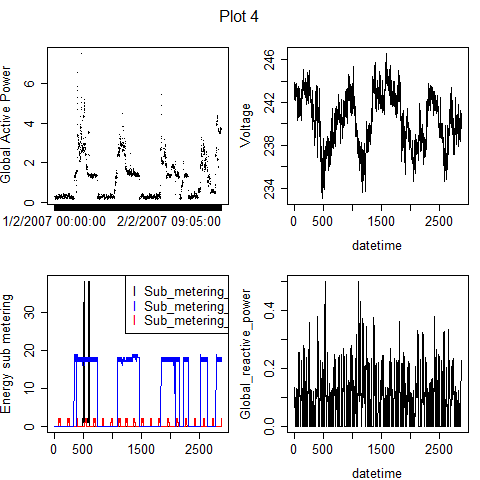 Plot 4
Global Active Power
0 2 4 6
1/2/2007 00:00:00 2/2/2007 09:05:00
Voltage
234 238 242 246
0 500 1500 2500
datetime
Energy sub metering
0 10 20 30
Sub_metering_
Sub_metering_
Sub_metering_
0 500 1500 2500
Global_reactive_power
0.0 0.2 0.4
0 500 1500 2500
datetime